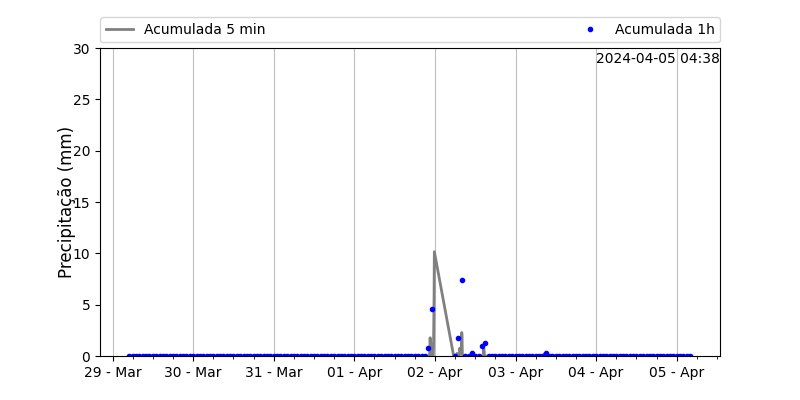 Acumulada 5 min
Acumulada 1h
2024-04-05 04:38
Precipitação (mm)
30
25
20
15
10
5
0
29 - Mar
30 - Mar
31 - Mar
01 - Apr
02 - Apr
03 - Apr
04 - Apr
05 - Apr